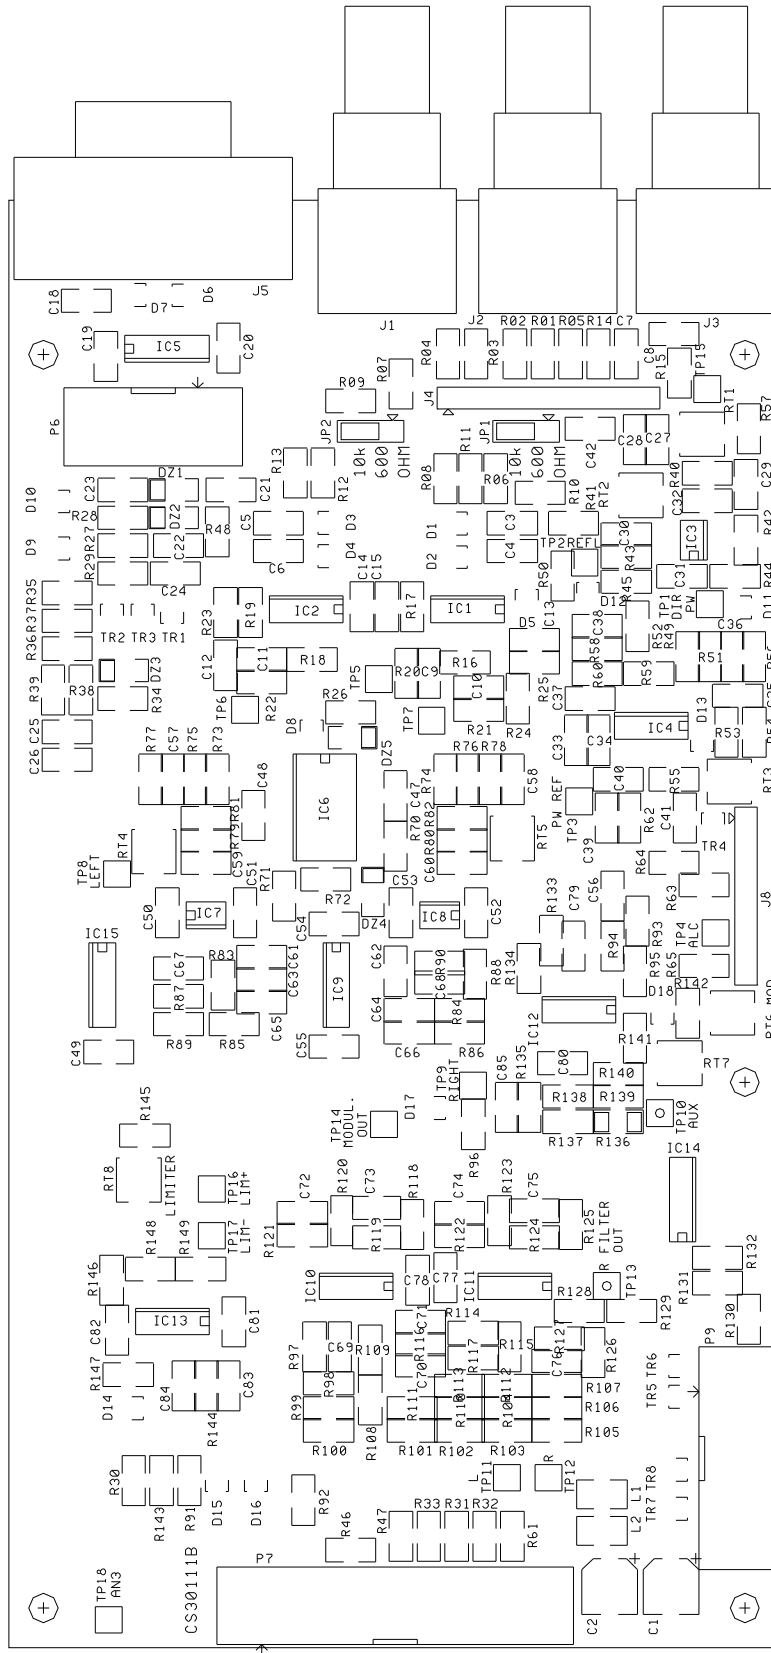 C18
D7
D6
J5
J1
J2
J3
C19
IC5
C20
R04
R03
R02
R01
R05
R14
C7
C8
R15
TP15
R09
R07
J4
RT1
R57
P6
JP2
10k
600
OHM
JP1
10k
600
OHM
R11
C42
C28
C27
DZ1
R13
R12
R08
R06
R10
R41
RT2
R40
C32
C29
D10
C23
C21
R28
DZ2
R48
C5
D3
D1
C3
C30
IC3
R42
D9
R27
C22
C6
D4
D2
C4
TP2REFL
R43
R29
C24
C14
C15
R50
R45
C31
R44
R35
R23
R19
IC2
R17
IC1
C13
D12
TP1
DIR
PW
D11
R37
TR2
TR3
TR1
D5
C38
R52
R49
C36
R36
C12
C11
R18
R20
C9
R16
R58
R51
R39
R38
DZ3
R34
TP5
C10
R25
R60
R59
C25
TP6
R22
R26
TP7
R21
R24
C37
D13
C26
D8
DZ5
C33
C34
IC4
R53
R54
R77
C57
R75
R73
C48
IC6
C47
R74
R76
R78
C58
PW REF
C40
R55
RT3
RT4
R79
R81
R70
R80
R82
RT5
TP3
R62
C41
TR4
TP8
LEFT
C59
C51
R71
R72
C53
C60
C39
R64
C50
IC7
C54
DZ4
IC8
C52
R133
C79
C56
R63
J8
IC15
R94
R93
TP4
ALC
C67
R83
C61
C63
IC9
C62
C68
R90
R88
R134
R95
R65
R142
R87
C65
C64
R84
IC12
D18
RT6 MOD
R89
R85
C66
R86
R141
C49
C55
R135
C85
C80
R140
RT7
TP9
RIGHT
R138
R139
R145
TP14
MODUL.
OUT
D17
R96
R137
R136
TP10
AUX
RT8
LIMITER
TP16
LIM+
C72
R120
C73
R118
C74
R123
C75
IC14
R148
R149
TP17
LIM-
R121
R119
R122
R124
R125
R FILTER
OUT
R132
R146
IC10
C78
C77
IC11
R128
TP13
R131
C82
IC13
C81
R129
R130
R97
C69
R109
C71
R116
R114
R117
R115
R127
R126
P9
R147
C84
C83
R98
C70
C76
TR5
TR6
D14
R144
R99
R100
R108
R111
R101
R102
R103
R107
R106
R105
R30
R143
R91
D15
D16
R92
L
TP11
R
TP12
L1
L2
TR7
TR8
R46
R47
R33
R31
R32
R61
TP18
AN3
CS30111B
P7
C2
C1